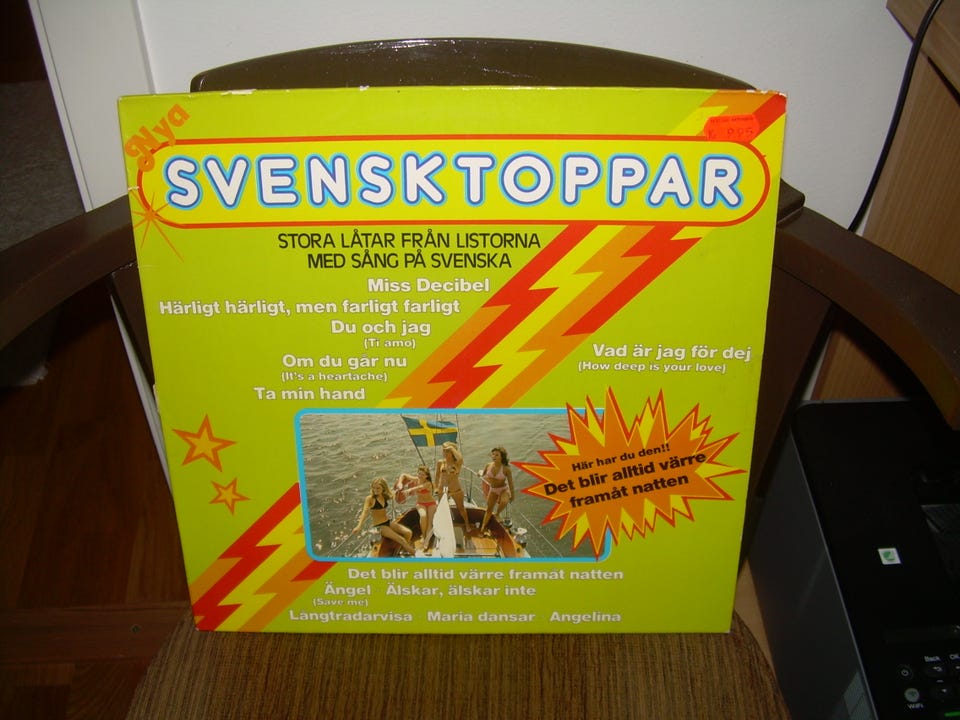 Nya
SVENSKTOPPAR
STORA LÅTAR FRÅN LISTORNA
MED SÅNG PÅ SVENSKA
Miss Decibel
Härligt härligt, men farligt farligt
Du och jag
(Ti amo)
Om du går nu
(It's a heartache)
Ta min hand
Vad är jag för dej
(How deep is your love)
Här har du den!!
Det blir alltid värre
framåt natten
Det blir alltid värre framåt natten
Ängel Älskar, älskar inte
(Save me)
Långtradarvisa Maria dansar Angelina
Back OK
WiFi